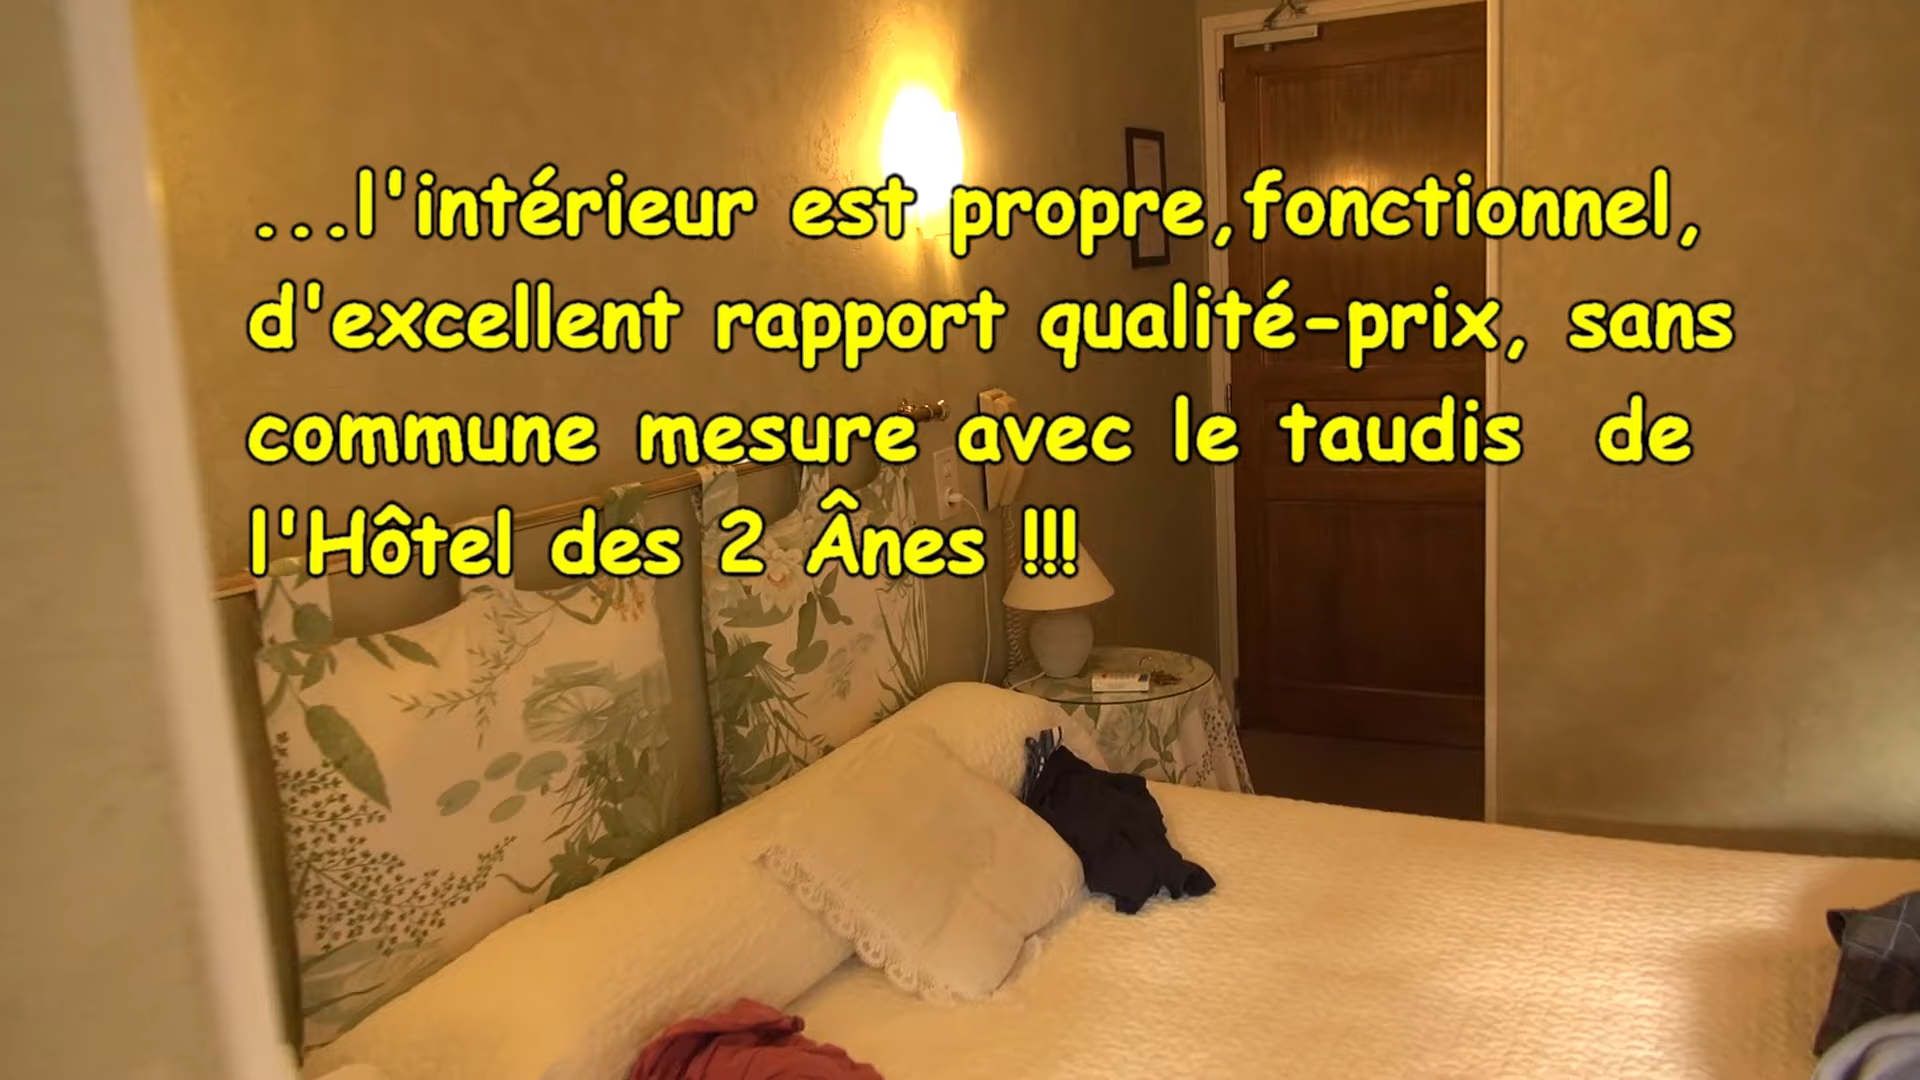 ...l'intérieur est propre,fonctionnel,
d'excellent rapport qualité-prix, sans
commune mesure avec le taudis  de
l'Hôtel des 2 Ânes !!!